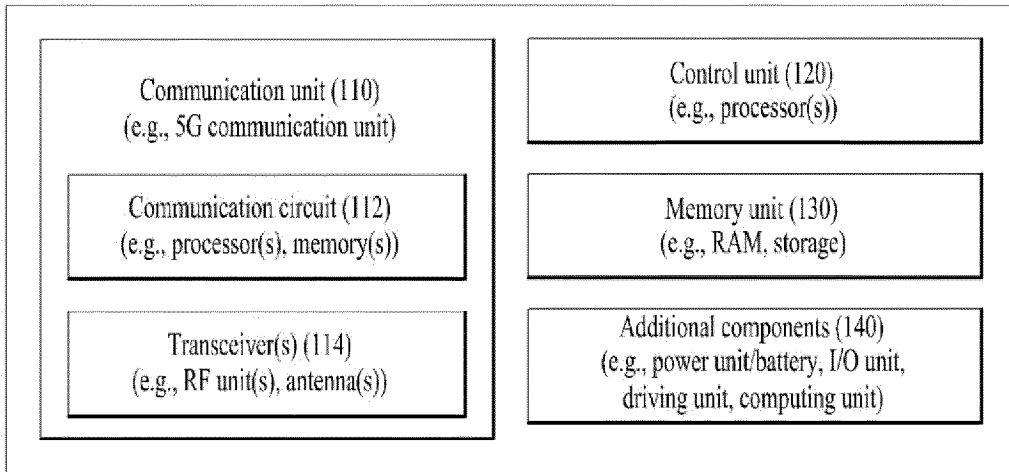 Communication unit (110)
(e.g., 5G communication unit)
Communication circuit (112)
(e.g., processor(s), memory(s))
Transceiver(s) (114)
(e.g., RF unit(s), antenna(s))
Control unit (120)
(e.g., processor(s))
Memory unit (130)
(e.g., RAM, storage)
Additional components (140)
(e.g., power unit/battery, I/O unit,
driving unit, computing unit)